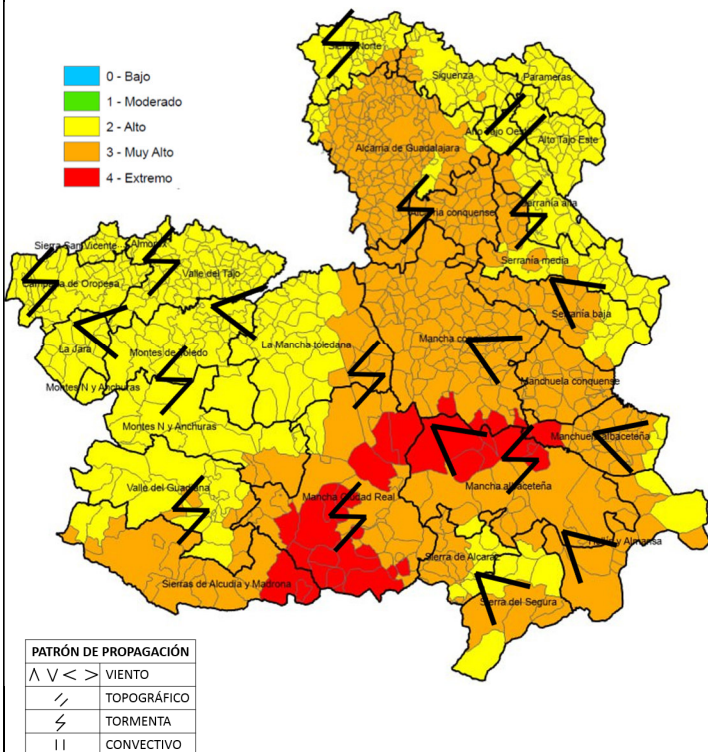 Sierra Norte
Siguenza
Parameras
0 - Bajo
1 - Moderado
2 - Alto
3 - Muy Alto
4 - Extremo
Alto Tajo Oeste
Alto Tajo Este
Alcarria de Guadalajara
Serranía alta
Alcarria conquense
Sierra San Vicente
Almorox
Serranía media
Valle del Tajo
Campana de Oropesa
Serranía baja
La Mancha toledana
Mancha co
La Jara
Montes de Toledo
Manchuela conquense
Montes N y Anchuras
Montes N y Anchuras
Manchuela albaceteña
Valle del Guadiana
Mancha albaceteña
Mancha Ciudad Real
y Almansa
Sierra de Alcaraz
Sierras de Alcudia y Madrona
Sierra del Segura
PATRÓN DE PROPAGACIÓN
VIENTO
TOPOGRÁFICO
TORMENTA
CONVECTIVO